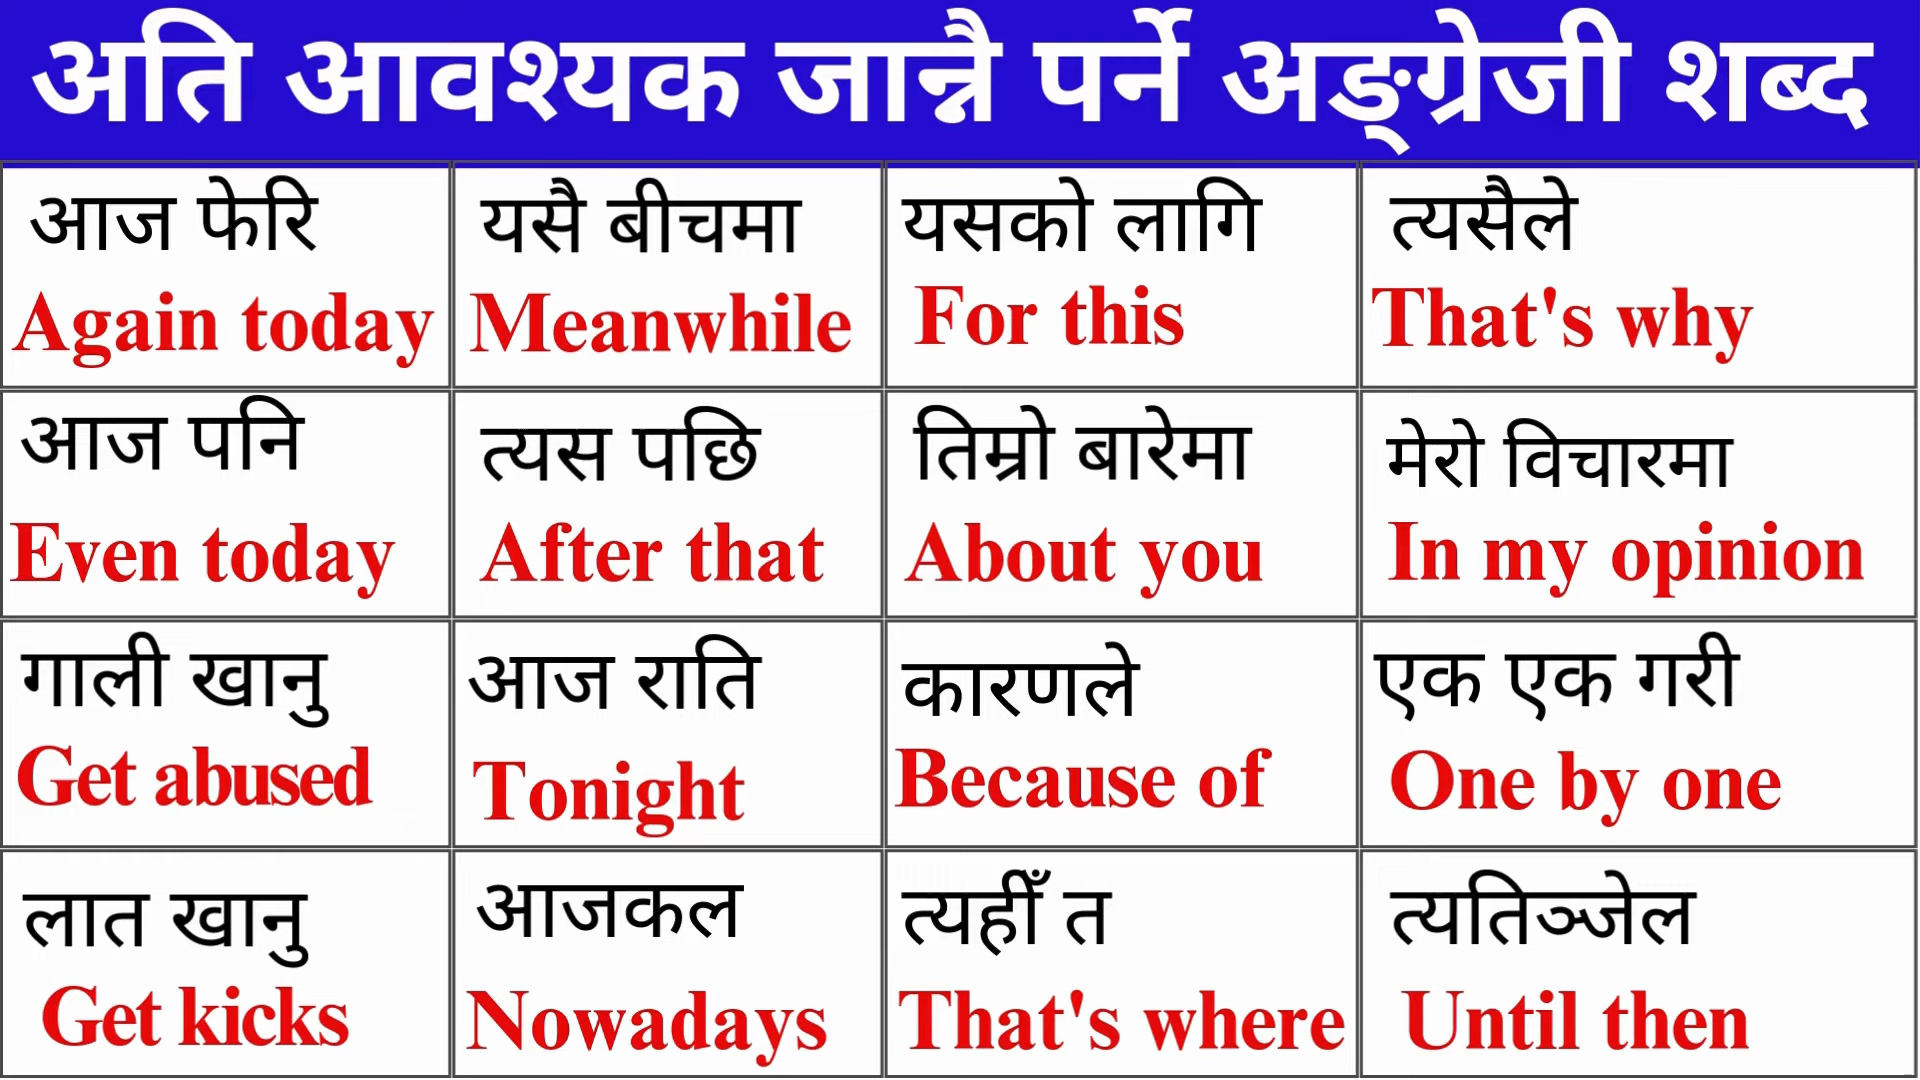 अति आवश्यक जान्नै पर्ने अङ्ग्रेजी शब्द
आज फेरि
Again today
यसै बीचमा
Meanwhile
यसको लागि
For this
त्यसैले
That's why
आज पनि
Even today
त्यस पछि
After that
तिम्रो बारेमा
About you
मेरो विचारमा
In my opinion
गाली खानु
Get abused
आज राति
Tonight
कारणले
Because of
एक एक गरी
One by one
लात खानु
Get kicks
आजकल
Nowadays
त्यहीँ त
That's where
त्यतिञ्जेल
Until then